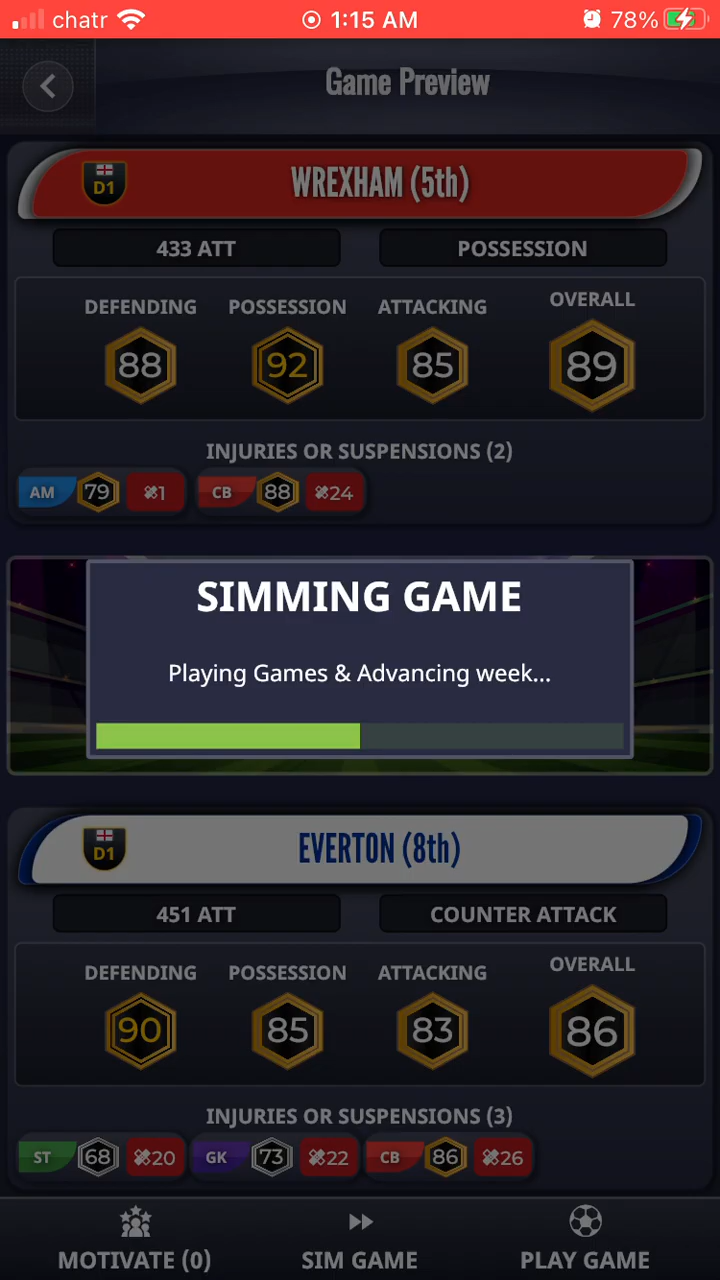 chatr 1:15 AM 78%
Game Preview
D1 WREXHAM (5th)
433 ATT POSSESSION
DEFENDING POSSESSION ATTACKING OVERALL
88 92 85 89
INJURIES OR SUSPENSIONS (2)
AM 79 1 CB 88 24
SIMMING GAME
Playing Games & Advancing week...
D1 EVERTON (8th)
451 ATT COUNTER ATTACK
DEFENDING POSSESSION ATTACKING OVERALL
90 85 83 86
INJURIES OR SUSPENSIONS (3)
ST 68 20 GK 73 22 CB 86 26
MOTIVATE (0) SIM GAME PLAY GAME